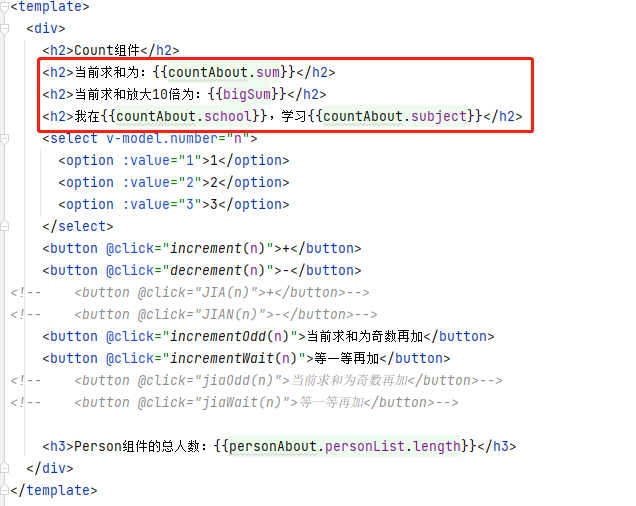 <template>
  <div>
    <h2>Count组件</h2>
    <h2>当前求和为：{{countAbout.sum}}</h2>
    <h2>当前求和放大10倍为：{{bigSum}}</h2>
    <h2>我在{{countAbout.school}}，学习{{countAbout.subject}}</h2>
    <select v-model.number="n">
      <option :value="1">1</option>
      <option :value="2">2</option>
      <option :value="3">3</option>
    </select>
    <button @click="increment(n)">+</button>
    <button @click="decrement(n)">-</button>
<!--    <button @click="JIA(n)">+</button>-->
<!--    <button @click="JIAN(n)">-</button>-->
    <button @click="incrementOdd(n)">当前求和为奇数再加</button>
    <button @click="incrementWait(n)">等一等再加</button>
<!--    <button @click="jiaOdd(n)">当前求和为奇数再加</button>-->
<!--    <button @click="jiaWait(n)">等一等再加</button>-->
    <h3>Person组件的总人数：{{personAbout.personList.length}}</h3>
  </div>
</template>